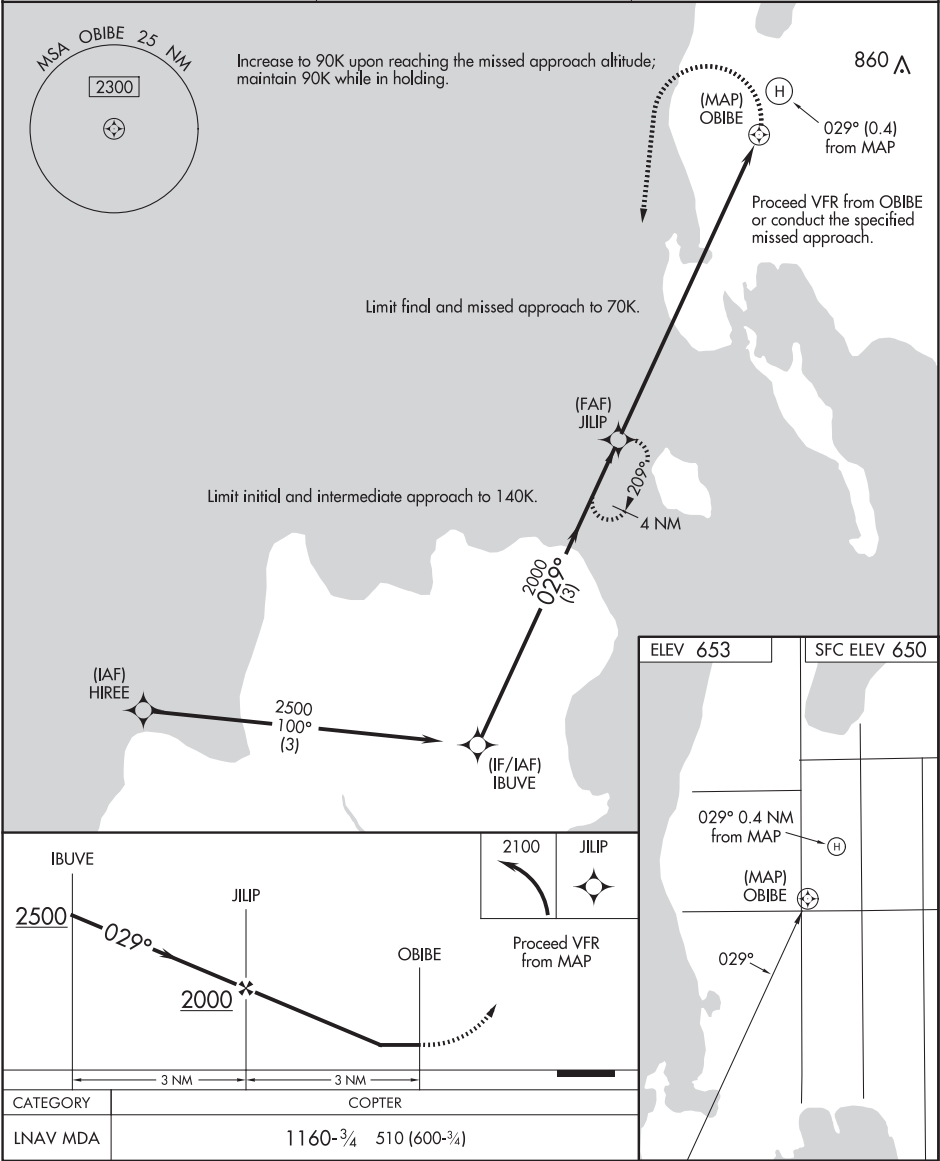 MSA OBIBE 25 NM
2300
Increase to 90K upon reaching the missed approach altitude;
maintain 90K while in holding.
860
(MAP)
OBIBE
H
029° (0.4)
from MAP
Proceed VFR from OBIBE
or conduct the specified
missed approach.
Limit final and missed approach to 70K.
(FAF)
JILIP
209°
4 NM
Limit initial and intermediate approach to 140K.
2000
029°
(3)
(IAF)
HIREE
2500
100°
(3)
(IF/IAF)
IBUVE
ELEV 653
SFC ELEV 650
029° 0.4 NM
from MAP
H
(MAP)
OBIBE
029°
IBUVE
2500
029°
JILIP
2000
OBIBE
2100
JILIP
Proceed VFR
from MAP
3 NM
3 NM
CATEGORY
COPTER
LNAV MDA
1160-¾ 510 (600-¾)